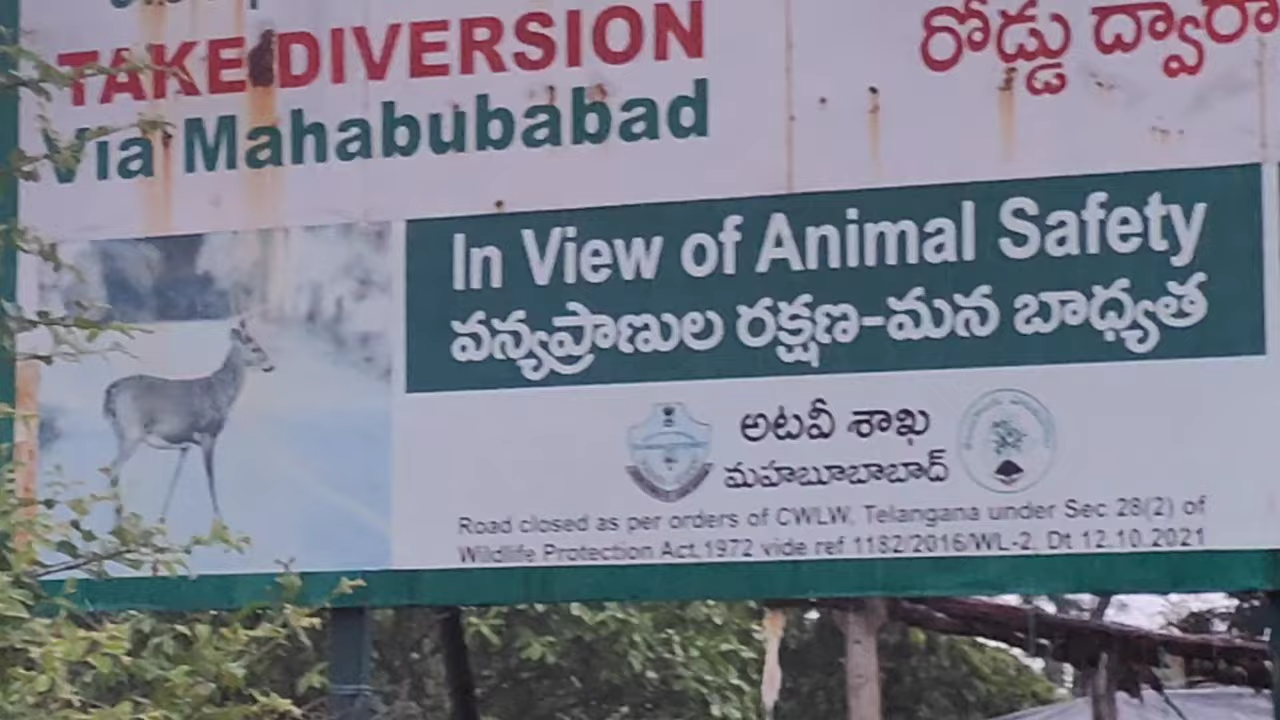 TAKE DIVERSION
Via Mahabubabad
రోడ్డు ద్వారా
In View of Animal Safety
వన్యప్రాణుల రక్షణ-మన బాధ్యత
అటవీ శాఖ
మహబూబాబాద్
Road closed as per orders of CWLW, Telangana under Sec 28(2) of
Wildlife Protection Act,1972 vide ref 1182/2016/WL-2, Dt 12.10.2021